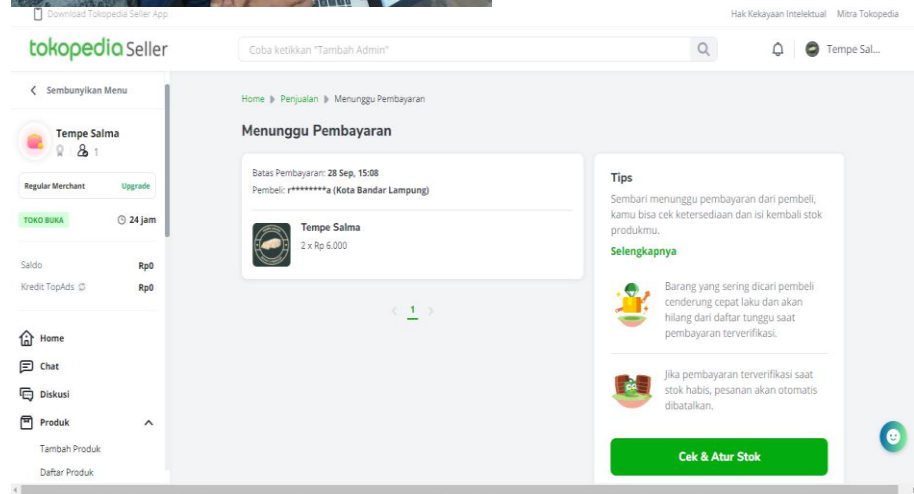 Download Tokopedia Seller App
Hak Kekayaan Intelektual Mitra Tokopedia
tokopedia Seller
Coba ketikkan "Tambah Admin"
Tempe Sal...
Sembunyikan Menu
Tempe Salma
1
Regular Merchant Upgrade
TOKO BUKA 24 jam
Saldo Rp0
Kredit TopAds Rp0
Home
Chat
Diskusi
Produk
Tambah Produk
Daftar Produk
Home Penjualan Menunggu Pembayaran
Menunggu Pembayaran
Batas Pembayaran: 28 Sep, 15:08
Pembeli: r********a (Kota Bandar Lampung)
Tempe Salma
2 x Rp 6.000
1
Tips
Sembari menunggu pembayaran dari pembeli,
kamu bisa cek ketersediaan dan isi kembali stok
produkmu.
Selengkapnya
Barang yang sering dicari pembeli
cenderung cepat laku dan akan
hilang dari daftar tunggu saat
pembayaran terverifikasi.
Jika pembayaran terverifikasi saat
stok habis, pesanan akan otomatis
dibatalkan.
Cek & Atur Stok